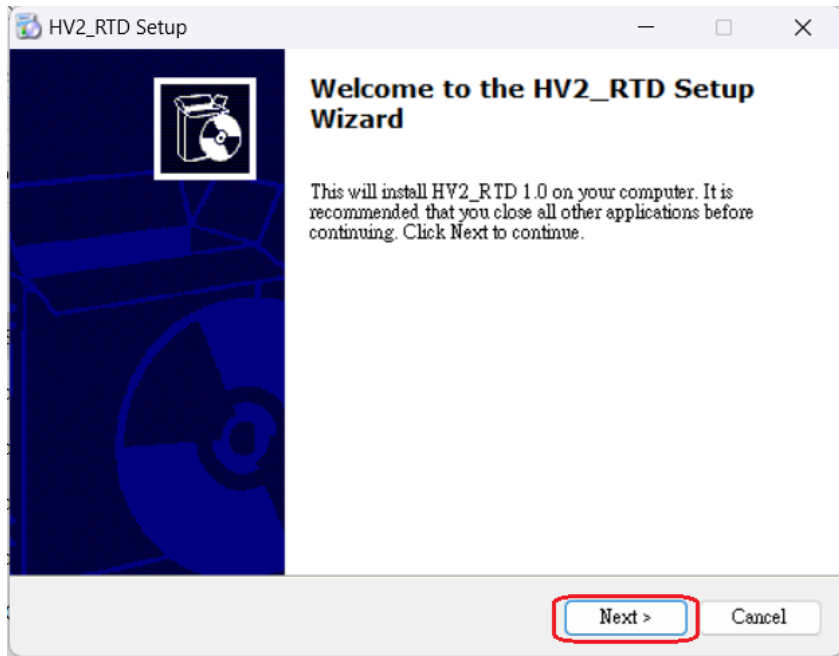 HV2_RTD Setup
Welcome to the HV2_RTD Setup
Wizard
This will install HV2_RTD 1.0 on your computer. It is
recommended that you close all other applications before
continuing. Click Next to continue.
Next >
Cancel